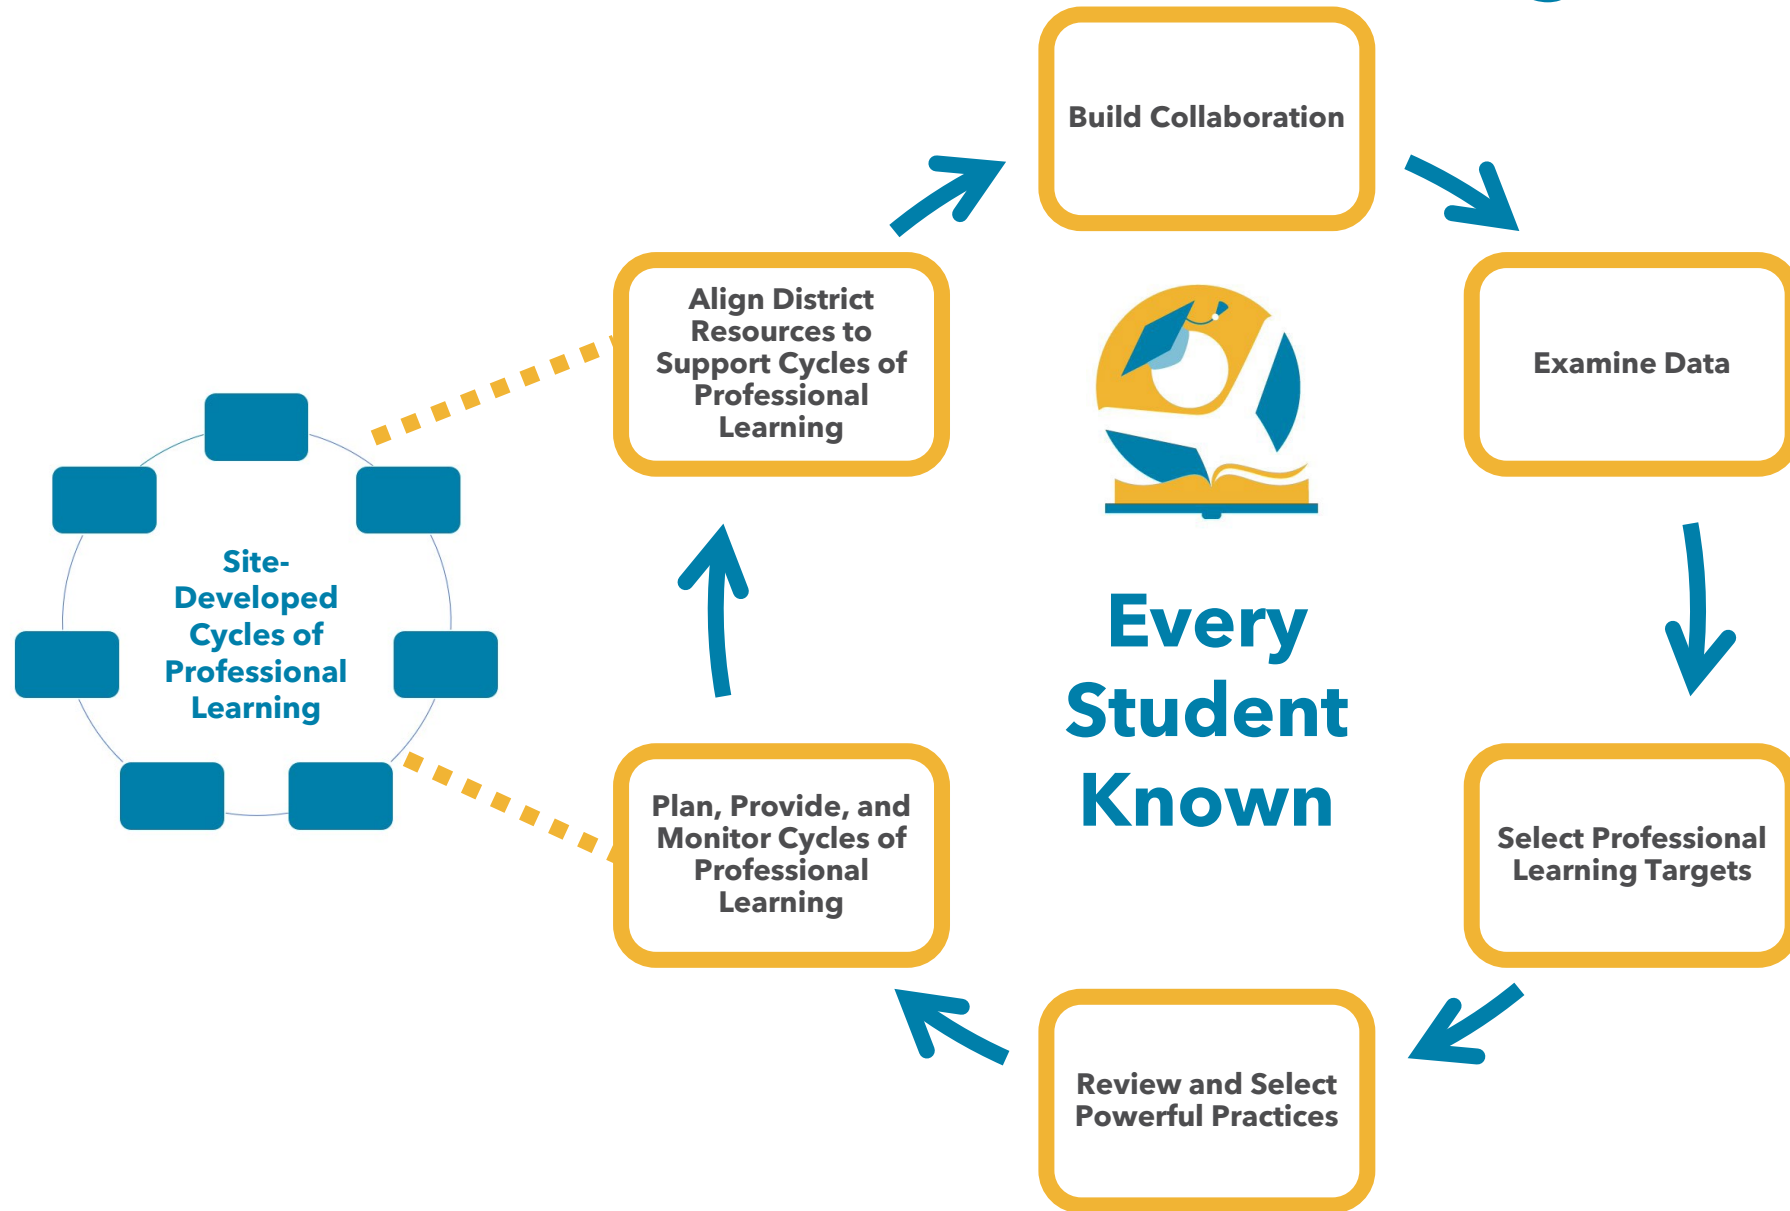 Build Collaboration
Align District
Resources to
Support Cycles of
Professional
Learning
Examine Data
Site-
Developed
Cycles of
Professional
Learning
Every
Student
Known
Plan, Provide, and
Monitor Cycles of
Professional
Learning
Select Professional
Learning Targets
Review and Select
Powerful Practices